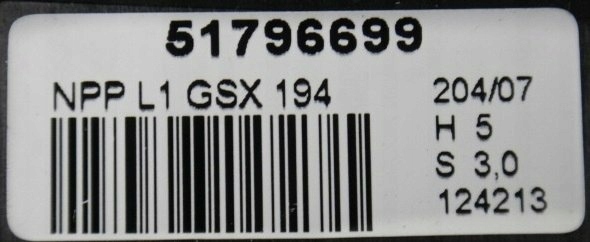 51796699
NPP L1 GSX 194
204/07
H 5
S 3,0
124213